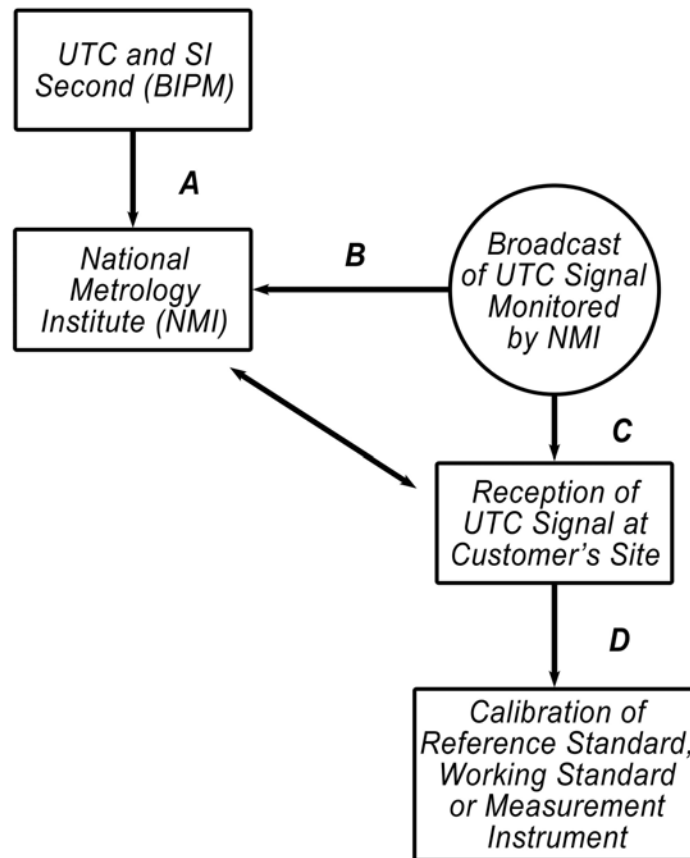 UTC and SI
Second (BIPM)
A
National
Metrology
Institute (NMI)
B
Broadcast
of UTC Signal
Monitored
by NMI
C
Reception of
UTC Signal at
Customer's Site
D
Calibration of
Reference Standard,
Working Standard
or Measurement
Instrument